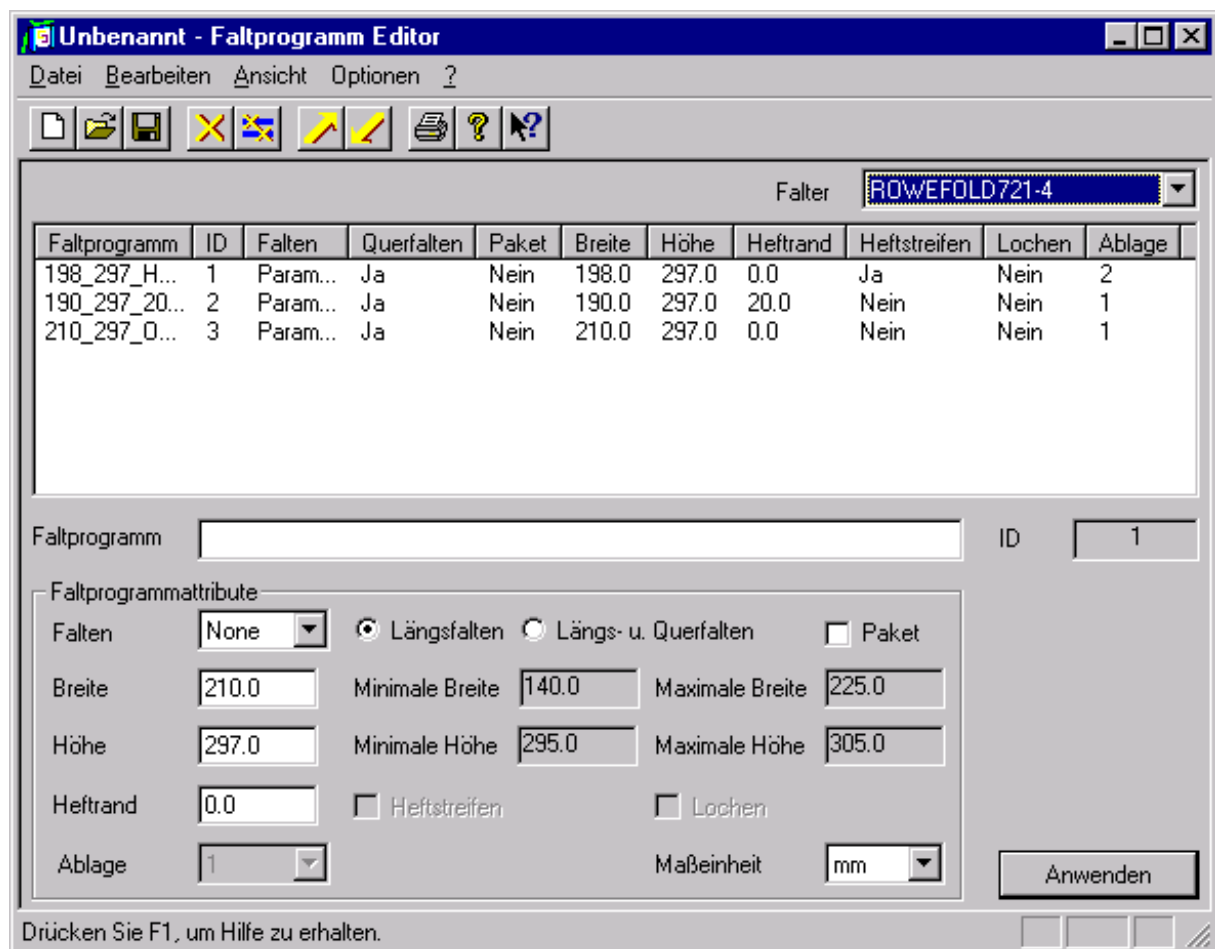 Unbenannt - Faltprogramm Editor
Datei Bearbeiten Ansicht Optionen ?
Falter ROWEFOLD721-4
Faltprogramm ID Falten Querfalten Paket Breite Höhe Heftrand Heftstreifen Lochen Ablage
198_297_H... 1 Param... Ja Nein 198.0 297.0 0.0 Ja Nein 2
190_297_20... 2 Param... Ja Nein 190.0 297.0 20.0 Nein Nein 1
210_297_O... 3 Param... Ja Nein 210.0 297.0 0.0 Nein Nein 1
Faltprogramm ID 1
Faltprogrammattribute
Falten None Längsfalten Längs- u. Querfalten Paket
Breite 210.0 Minimale Breite 140.0 Maximale Breite 225.0
Höhe 297.0 Minimale Höhe 295.0 Maximale Höhe 305.0
Heftrand 0.0 Heftstreifen Lochen
Ablage 1 Maßeinheit mm Anwenden
Drücken Sie F1, um Hilfe zu erhalten.